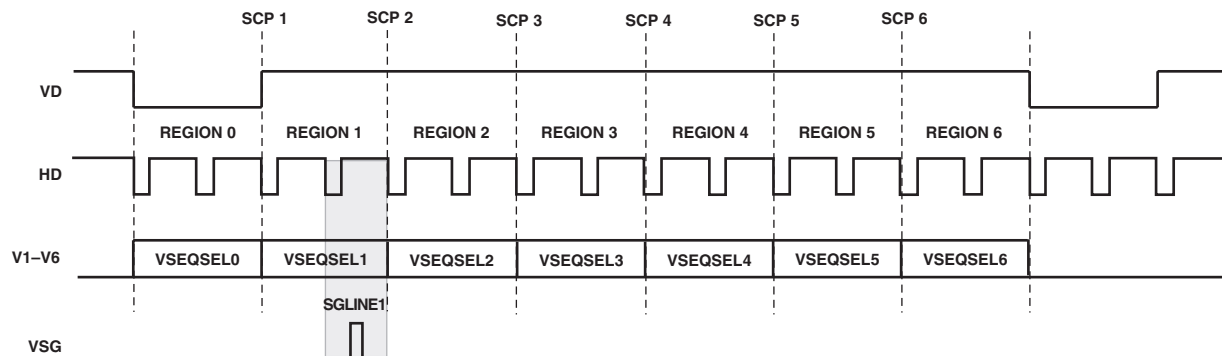 SCP 1 SCP 2 SCP 3 SCP 4 SCP 5 SCP 6
VD
REGION 0 REGION 1 REGION 2 REGION 3 REGION 4 REGION 5 REGION 6
HD
V1–V6 VSEQSEL0 VSEQSEL1 VSEQSEL2 VSEQSEL3 VSEQSEL4 VSEQSEL5 VSEQSEL6
SGLINE1
VSG